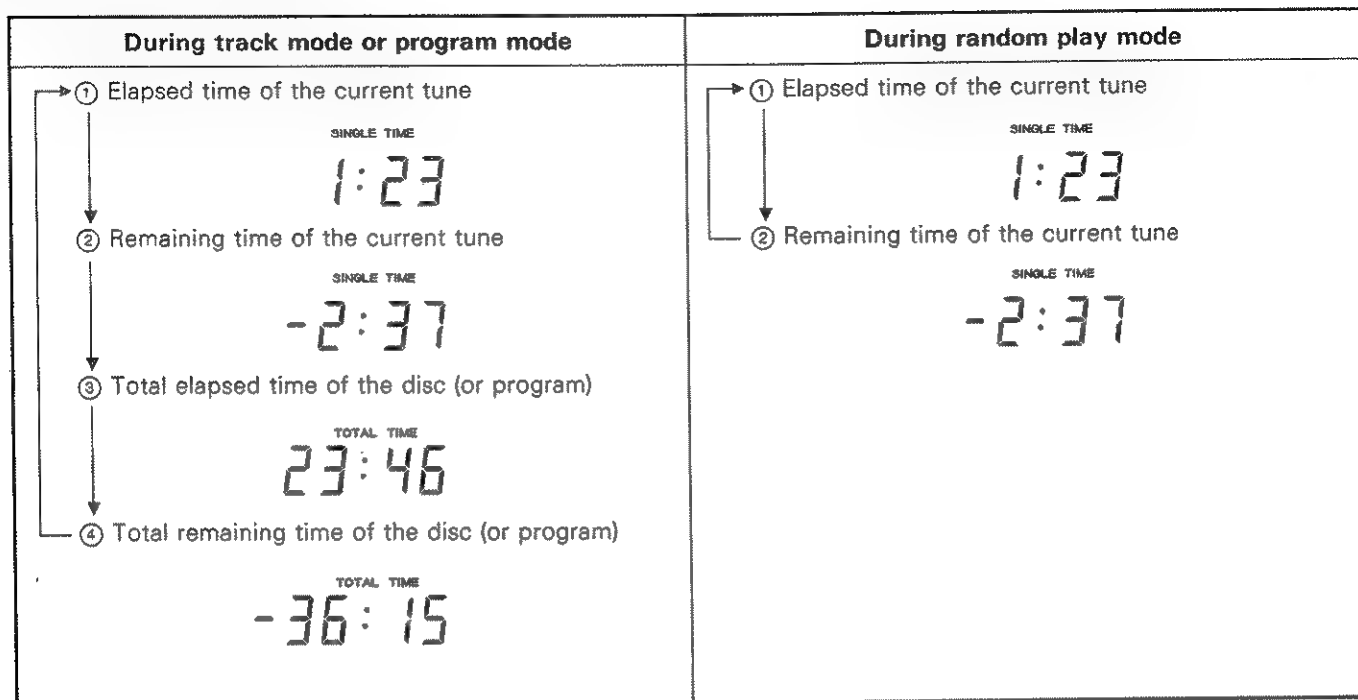 During track mode or program mode
① Elapsed time of the current tune
SINGLE TIME
1:23
② Remaining time of the current tune
SINGLE TIME
-2:37
③ Total elapsed time of the disc (or program)
TOTAL TIME
23:46
④ Total remaining time of the disc (or program)
TOTAL TIME
-36:15
During random play mode
① Elapsed time of the current tune
SINGLE TIME
1:23
② Remaining time of the current tune
SINGLE TIME
-2:37